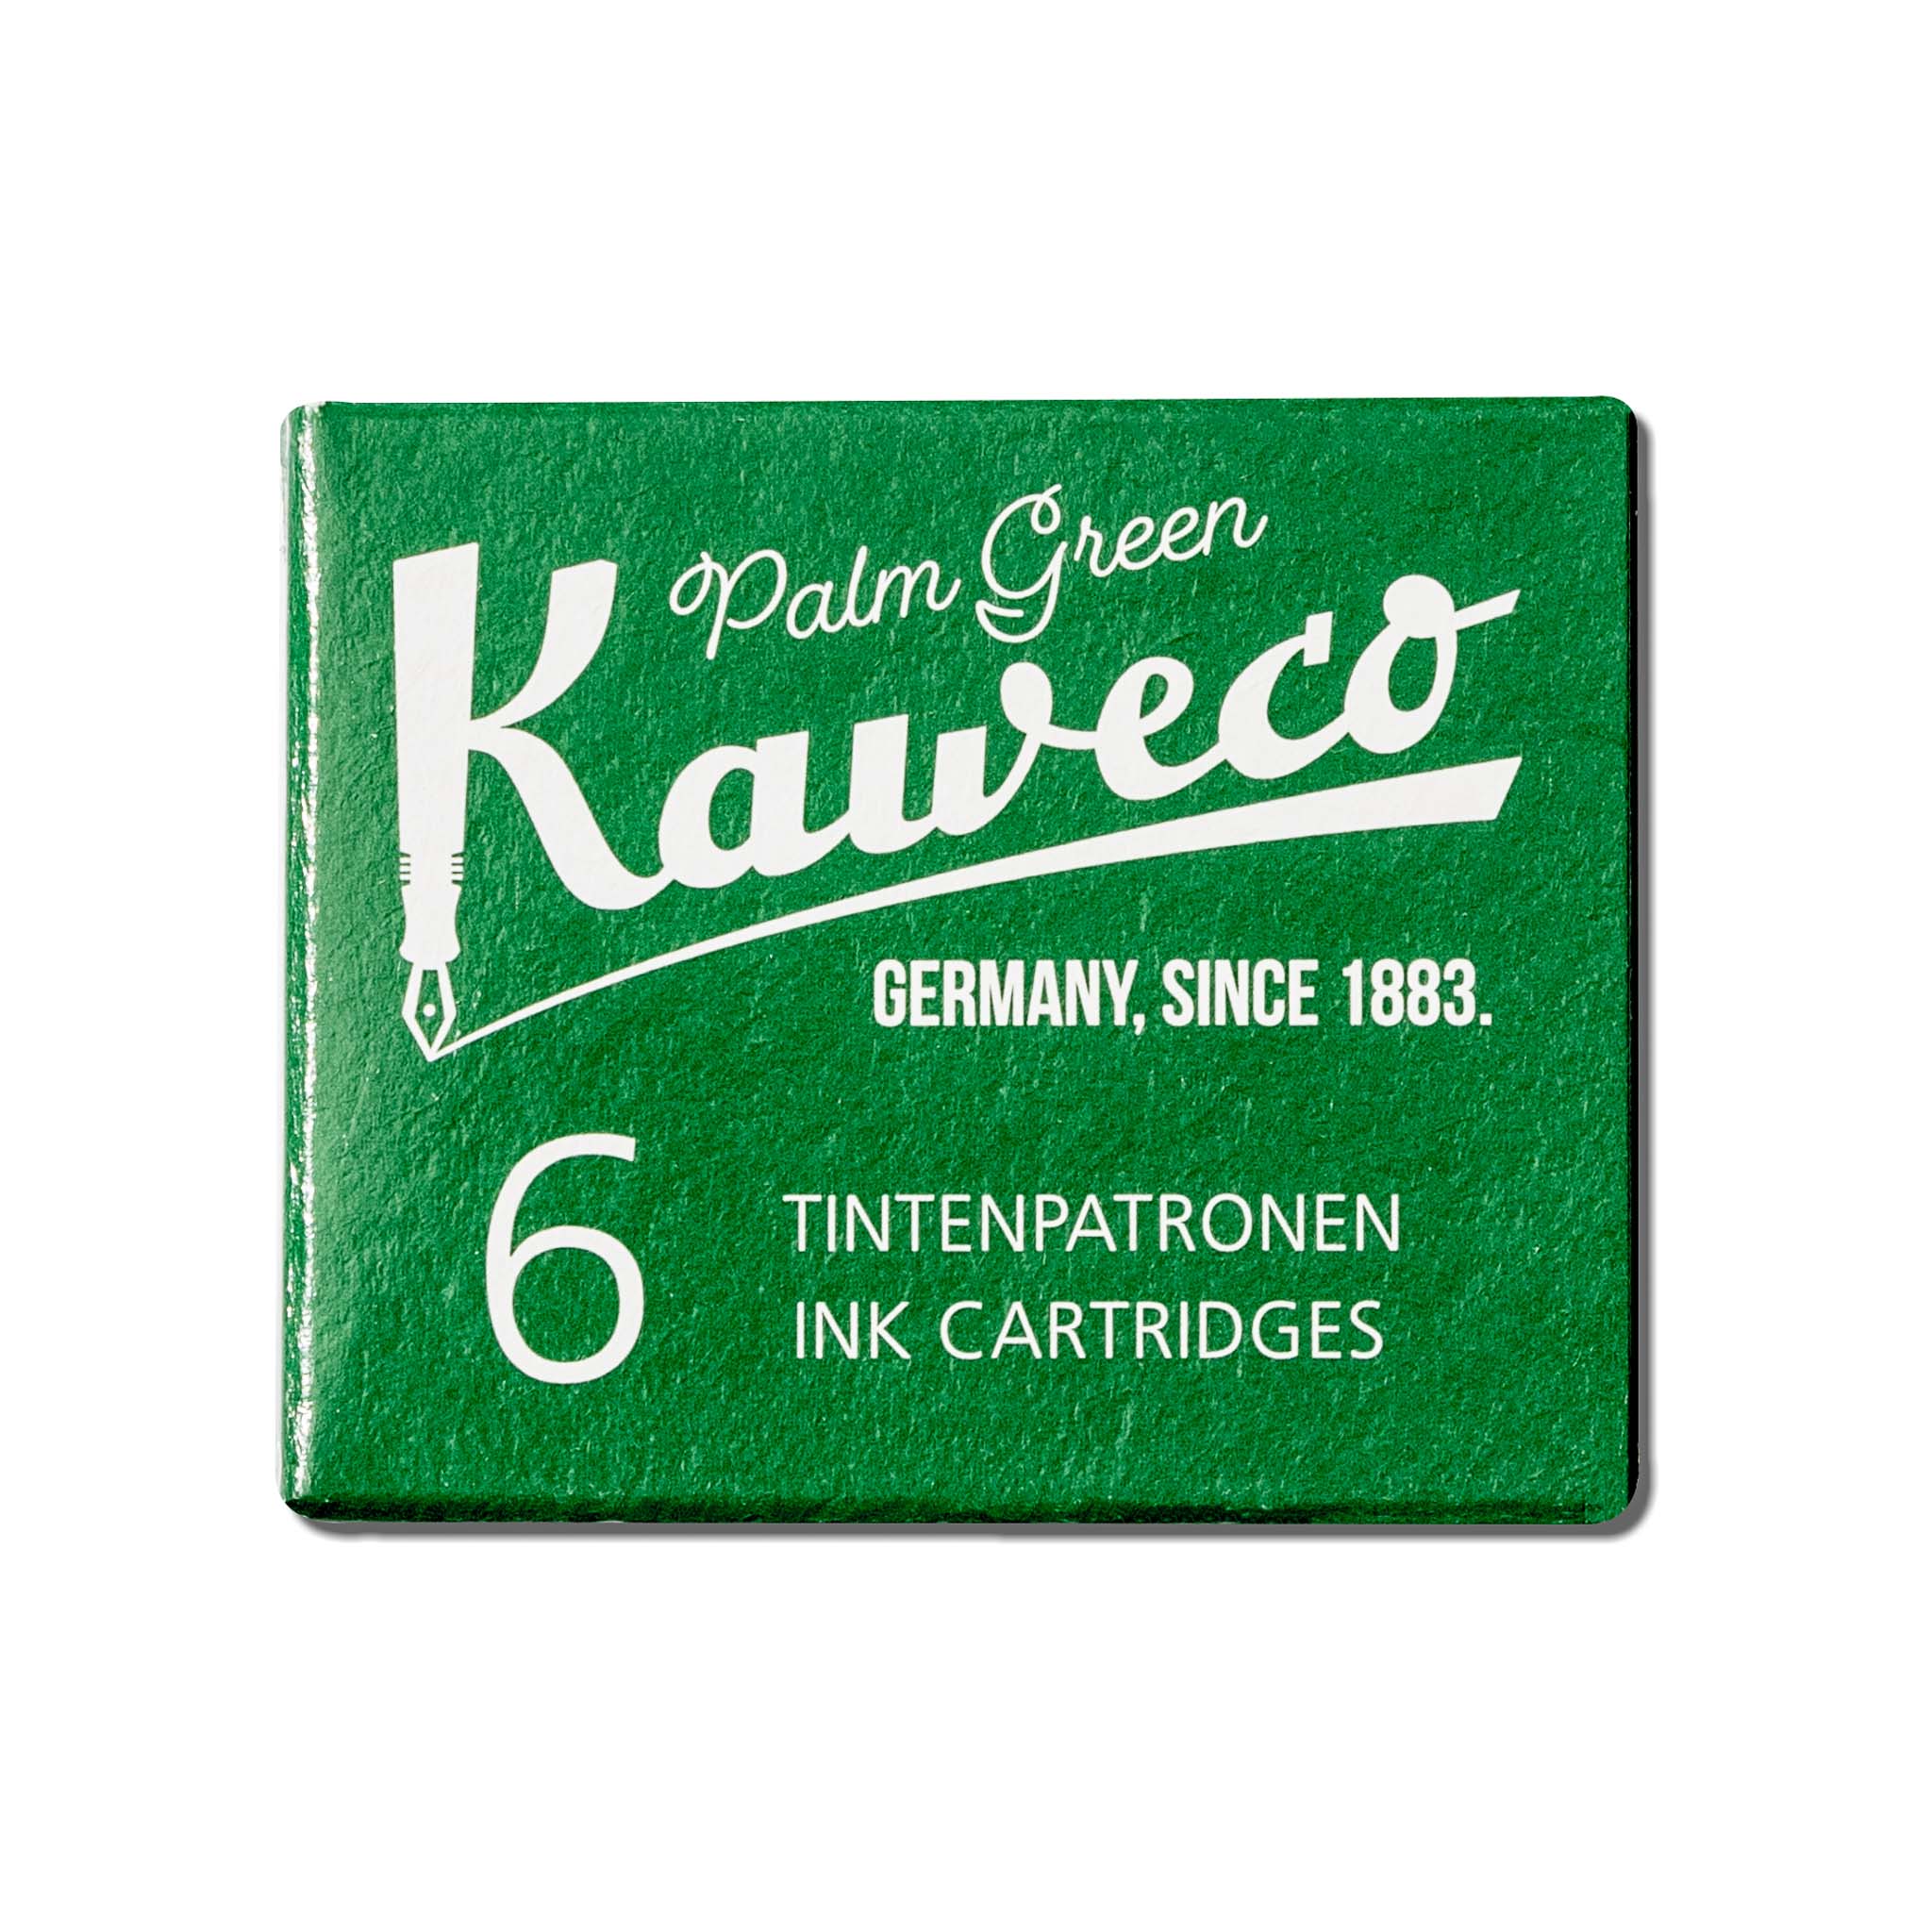 Palm Green
Kaweco
GERMANY, SINCE 1883.
6
TINTENPATRONEN
INK CARTRIDGES